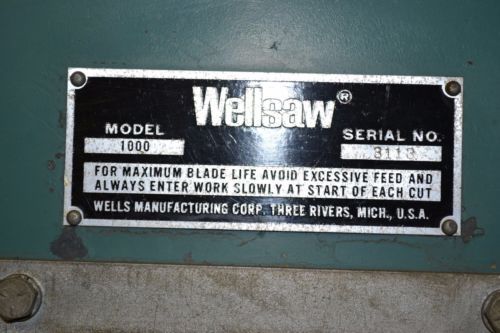 Wellsaw®
MODEL SERIAL NO.
1000 3113
FOR MAXIMUM BLADE LIFE AVOID EXCESSIVE FEED AND
ALWAYS ENTER WORK SLOWLY AT START OF EACH CUT
WELLS MANUFACTURING CORP. THREE RIVERS, MICH., U.S.A.